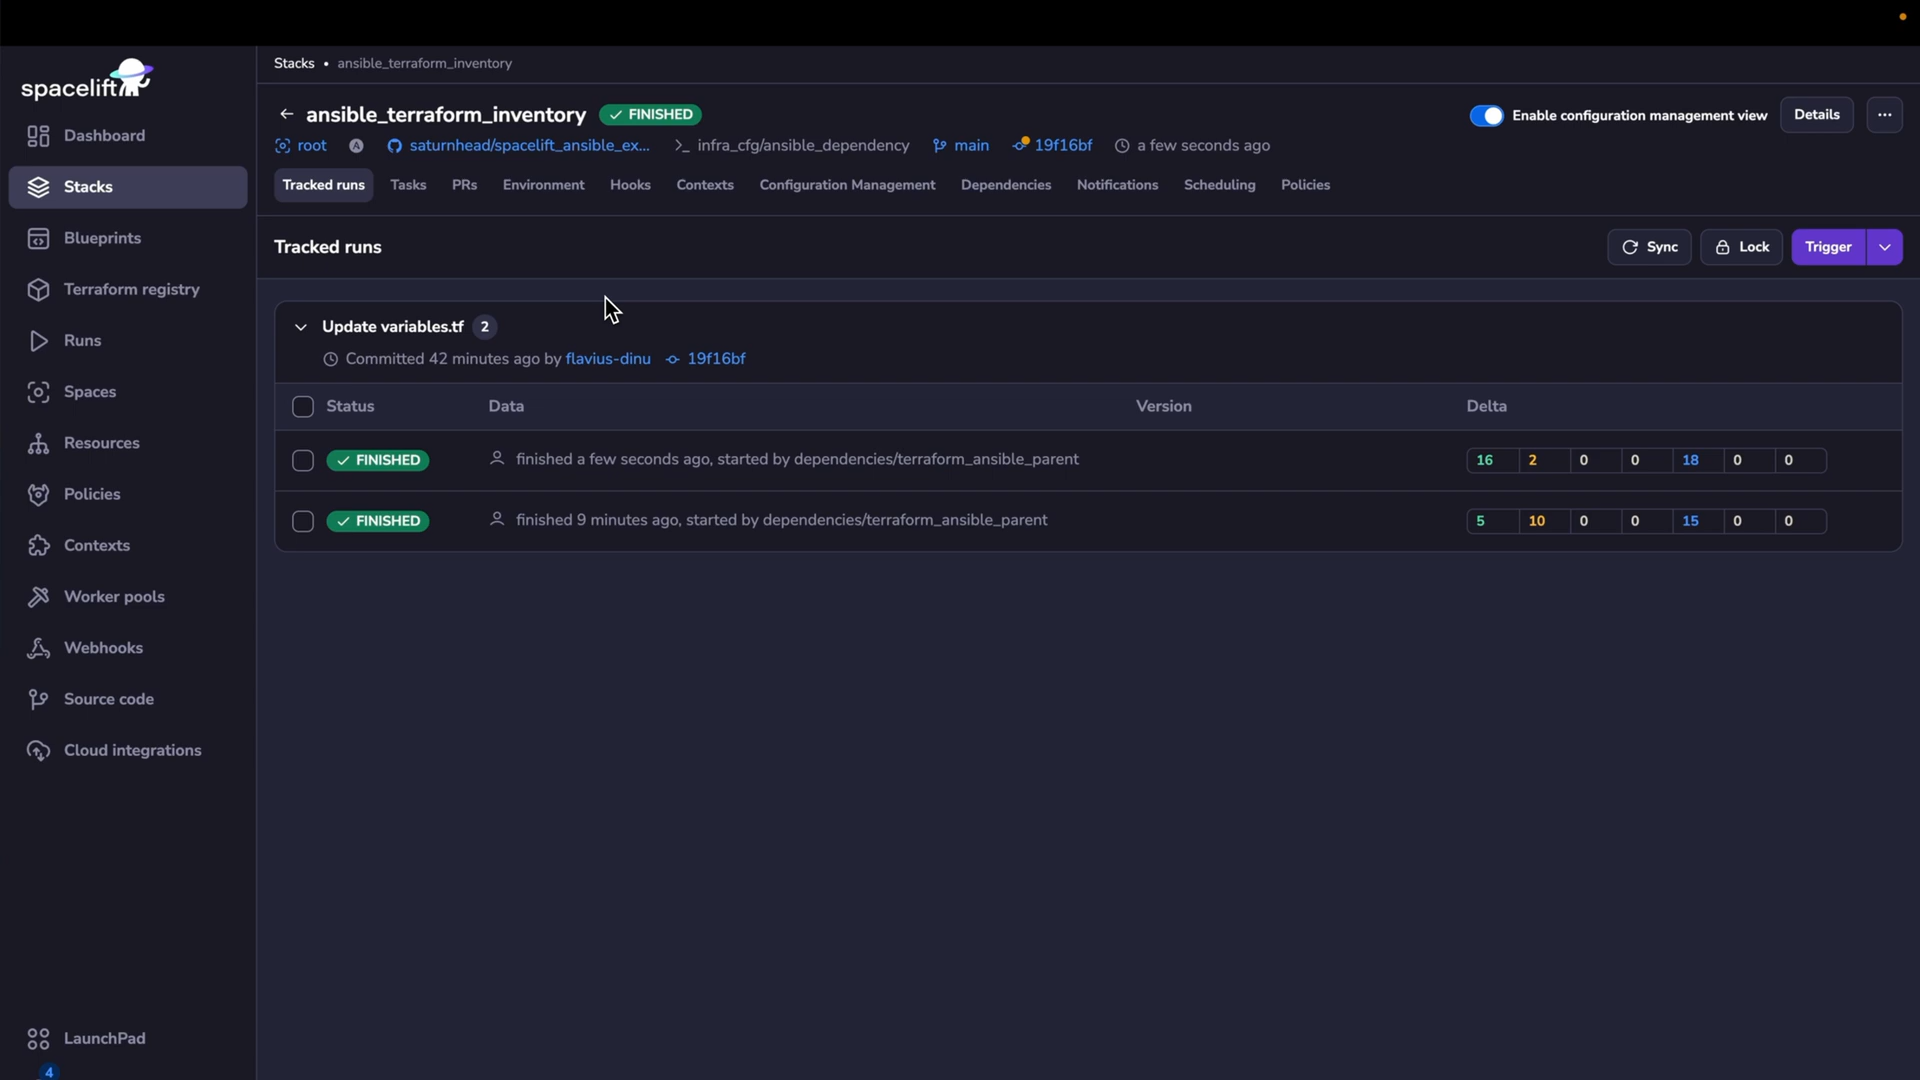 spacelift
Dashboard
Stacks
Blueprints
Terraform registry
Runs
Spaces
Resources
Policies
Contexts
Worker pools
Webhooks
Source code
Cloud integrations
LaunchPad
4
Stacks • ansible_terraform_inventory
ansible_terraform_inventory FINISHED
Enable configuration management view Details
root A saturnhead/spacelift_ansible_ex... infra_cfg/ansible_dependency main 19f16bf a few seconds ago
Tracked runs Tasks PRs Environment Hooks Contexts Configuration Management Dependencies Notifications Scheduling Policies
Tracked runs Sync Lock Trigger
Update variables.tf 2
Committed 42 minutes ago by flavius-dinu 19f16bf
Status Data Version Delta
FINISHED finished a few seconds ago, started by dependencies/terraform_ansible_parent 16 2 0 0 18 0 0
FINISHED finished 9 minutes ago, started by dependencies/terraform_ansible_parent 5 10 0 0 15 0 0